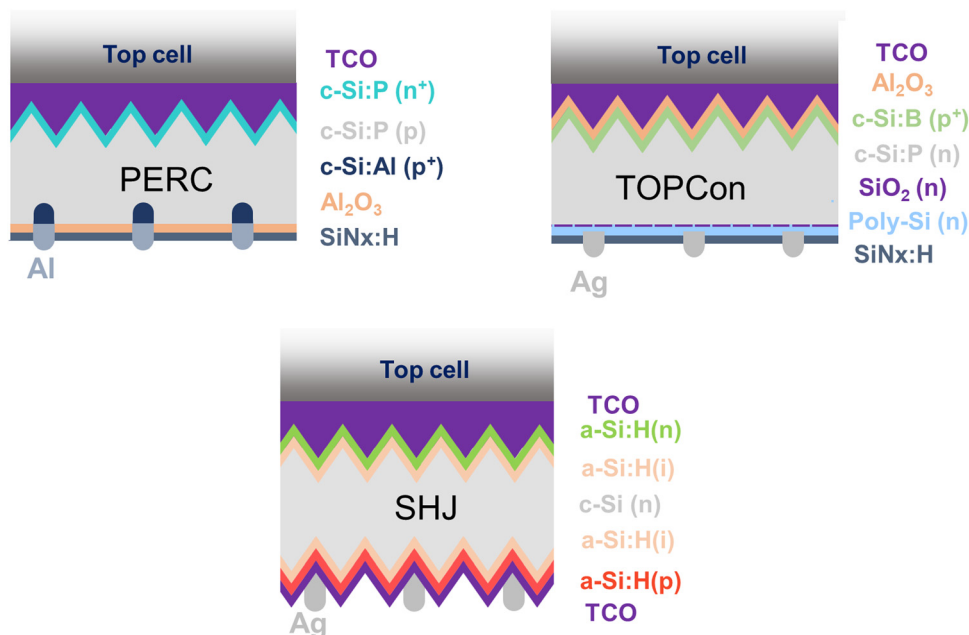 Top cell
TCO
c-Si:P (n⁺)
c-Si:P (p)
PERC
c-Si:Al (p⁺)
Al₂O₃
SiNx:H
Al
Top cell
TCO
Al₂O₃
c-Si:B (p⁺)
c-Si:P (n)
TOPCon
SiO₂ (n)
Poly-Si (n)
SiNx:H
Ag
Top cell
TCO
a-Si:H(n)
a-Si:H(i)
c-Si (n)
SHJ
a-Si:H(i)
a-Si:H(p)
TCO
Ag